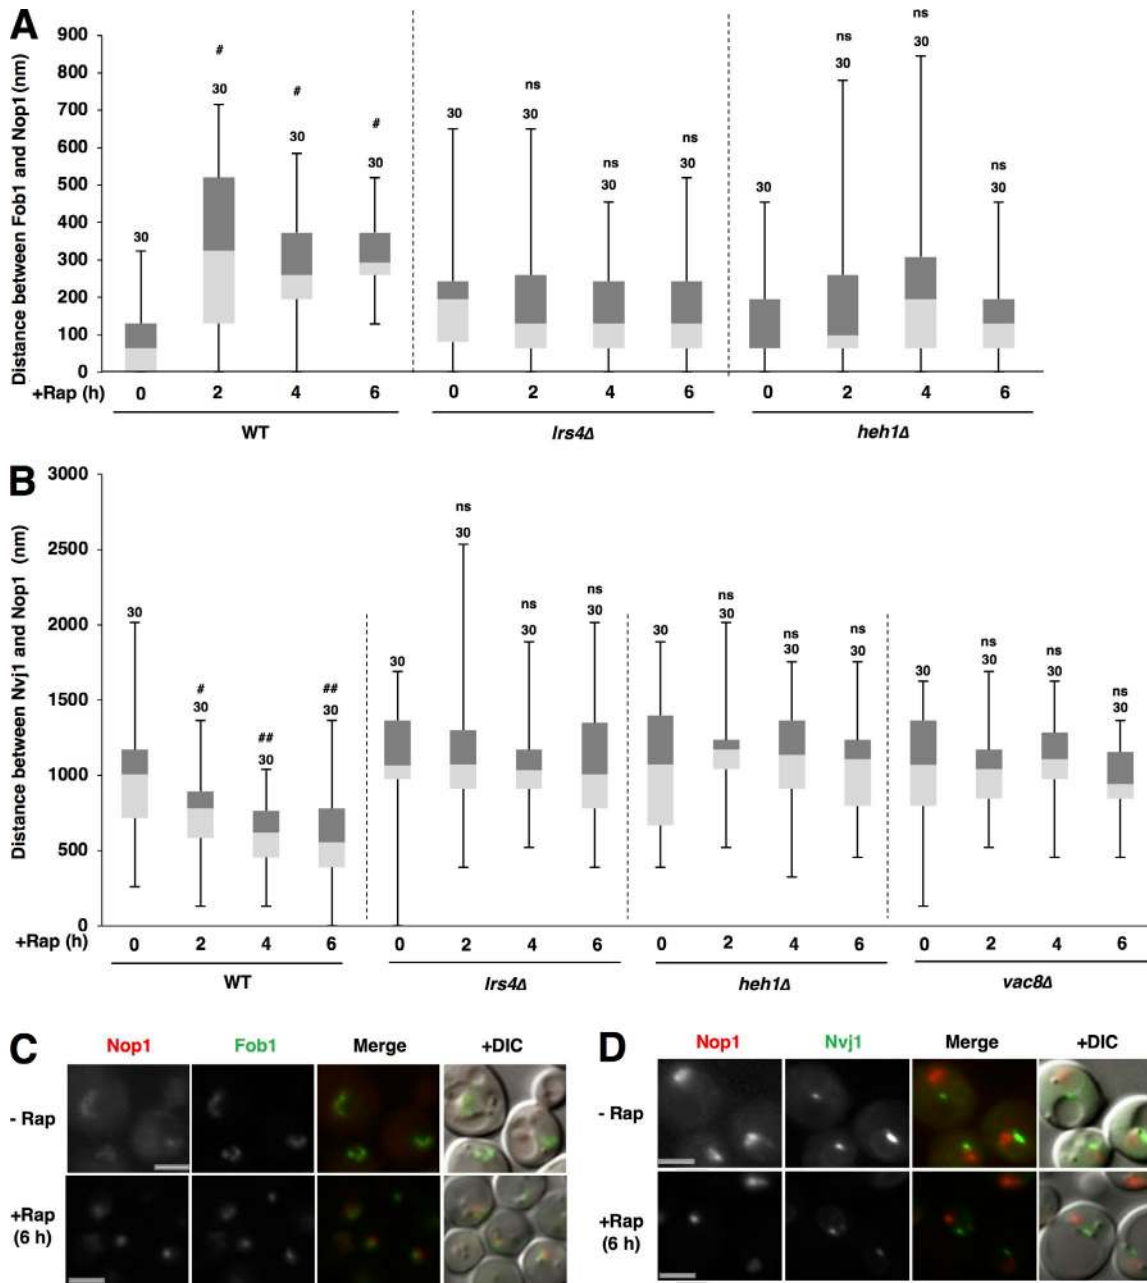 A
Distance between Fob1 and Nop1 (nm)
900
800
700
600
500
400
300
200
100
0
30
#
30
#
30
#
30
30
ns
30
ns
30
ns
30
30
ns
30
ns
30
ns
30
+Rap (h)
0 2 4 6 0 2 4 6 0 2 4 6
WT lrs4Δ heh1Δ
B
Distance between Nvj1 and Nop1 (nm)
3000
2500
2000
1500
1000
500
0
30
#
30
##
30
##
30
30
ns
30
ns
30
ns
30
30
ns
30
ns
30
ns
30
30
ns
30
ns
30
ns
30
+Rap (h)
0 2 4 6 0 2 4 6 0 2 4 6 0 2 4 6
WT lrs4Δ heh1Δ vac8Δ
C
Nop1 Fob1 Merge +DIC
- Rap
+Rap
(6 h)
D
Nop1 Nvj1 Merge +DIC
- Rap
+Rap
(6 h)